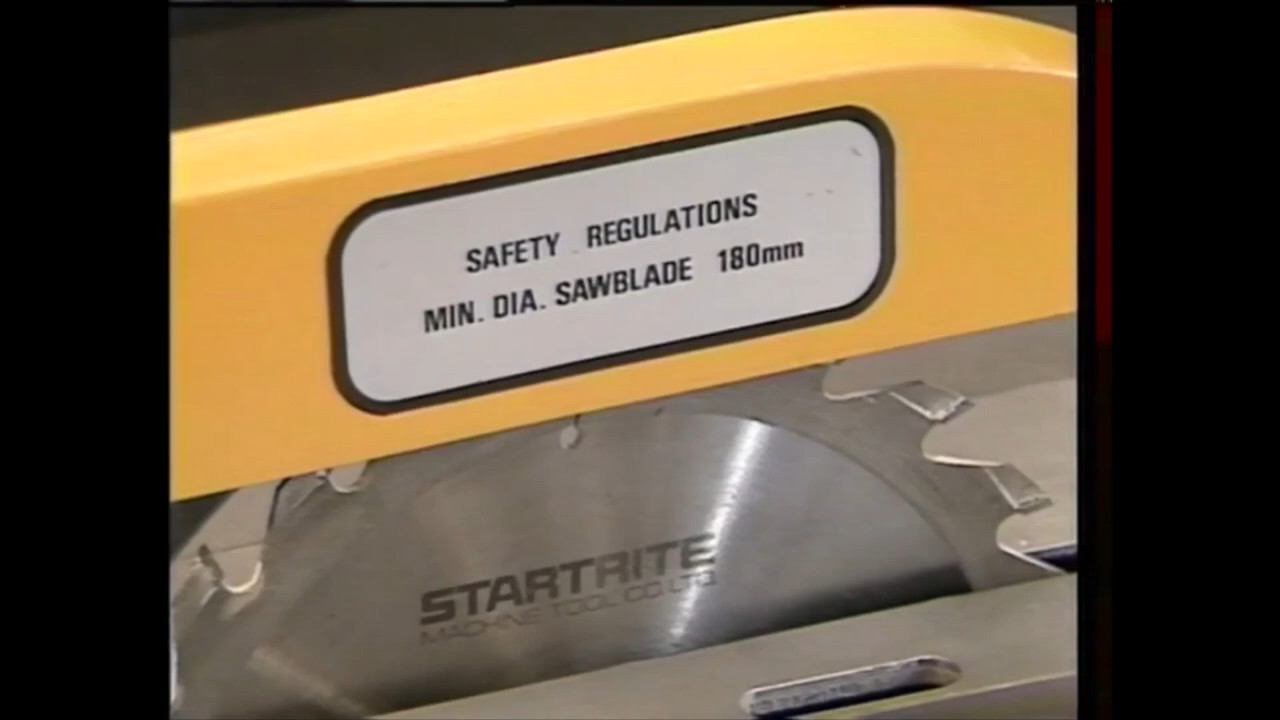 SAFETY REGULATIONS
MIN. DIA. SAWBLADE 180mm
STARTRITE
MACHINE TOOL CO LTD